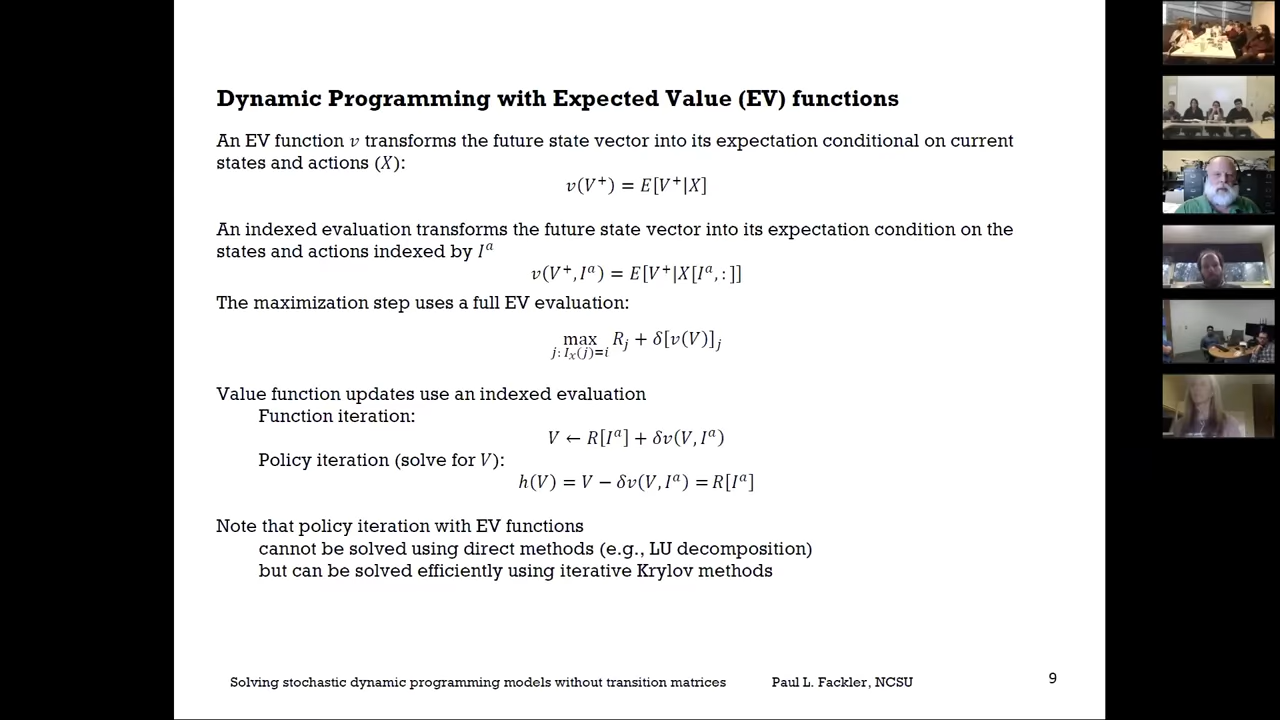 Dynamic Programming with Expected Value (EV) functions
An EV function v transforms the future state vector into its expectation conditional on current
states and actions (X):
v(V⁺) = E[V⁺|X]
An indexed evaluation transforms the future state vector into its expectation condition on the
states and actions indexed by Iᵃ
v(V⁺, Iᵃ) = E[V⁺|X[Iᵃ, : ]]
The maximization step uses a full EV evaluation:
max Rⱼ + δ[v(V)]ⱼ
j: Iₓ(j)=i
Value function updates use an indexed evaluation
Function iteration:
V ← R[Iᵃ] + δv(V, Iᵃ)
Policy iteration (solve for V):
h(V) = V − δv(V, Iᵃ) = R[Iᵃ]
Note that policy iteration with EV functions
cannot be solved using direct methods (e.g., LU decomposition)
but can be solved efficiently using iterative Krylov methods
Solving stochastic dynamic programming models without transition matrices Paul L. Fackler, NCSU 9